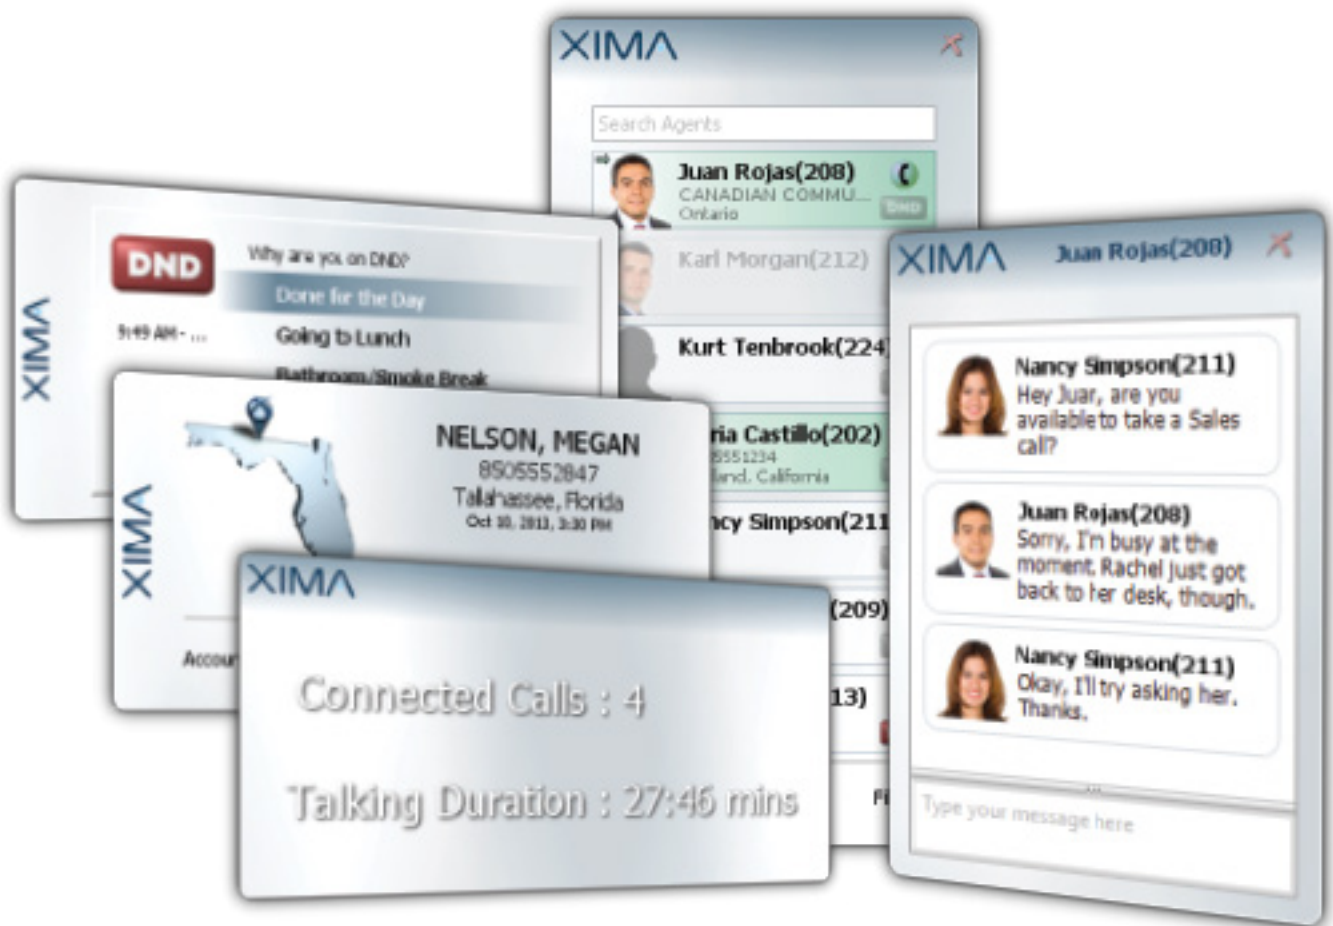 XIMA
Search Agents
Juan Rojas(208)
CANADIAN COMMU...
Ontario
DND
Karl Morgan(212)
Kurt Tenbrook(224)
ria Castillo(202)
5551234
land, California
ncy Simpson(211
(209)
13)
XIMA
DND
Why are you on DND?
Done for the Day
9:49 AM - ...
Going to Lunch
Bathroom/Smoke Break
XIMA
NELSON, MEGAN
8505552847
Tallahassee, Florida
Oct 10, 2013, 3:30 PM
Accou
XIMA
Connected Calls : 4
Talking Duration : 27:46 mins
XIMA
Juan Rojas(208)
Nancy Simpson(211)
Hey Juar, are you
available to take a Sales
call?
Juan Rojas(208)
Sorry, I'm busy at the
moment. Rachel just got
back to her desk, though.
Nancy Simpson(211)
Okay, I'll try asking her.
Thanks.
...
Type your message here